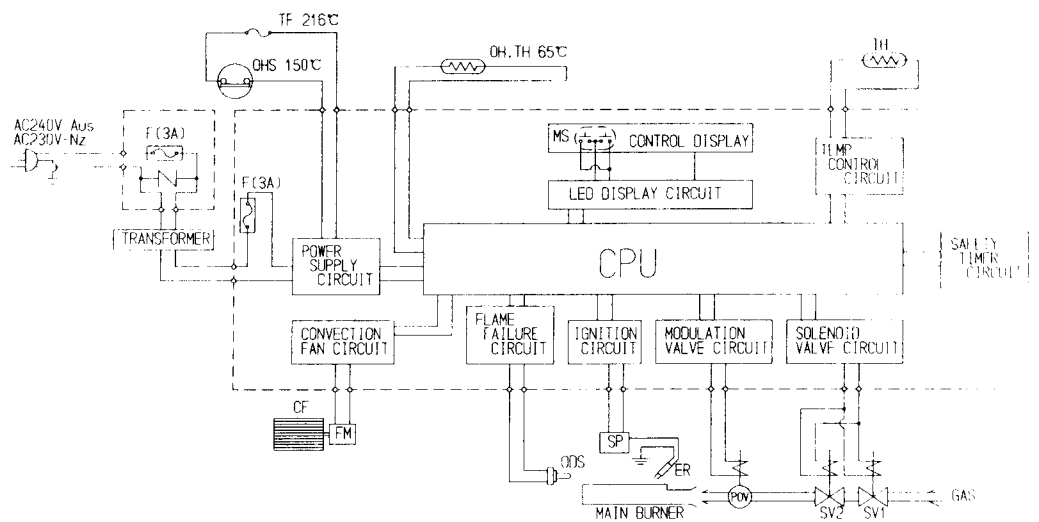 TF 216℃
OHS 150℃
OH.TH 65℃
TH
AC240V Aus
AC230V-Nz
F(3A)
F(3A)
TRANSFORMER
MS
CONTROL DISPLAY
LED DISPLAY CIRCUIT
TEMP
CONTROL
CIRCUIT
POWER
SUPPLY
CIRCUIT
CPU
SAFETY
TIMER
CIRCUIT
CONVECTION
FAN CIRCUIT
FLAME
FAILURE
CIRCUIT
IGNITION
CIRCUIT
MODULATION
VALVE CIRCUIT
SOLENOID
VALVE CIRCUIT
CF
FM
ODS
SP
ER
MAIN BURNER
POV
SV2
SV1
GAS